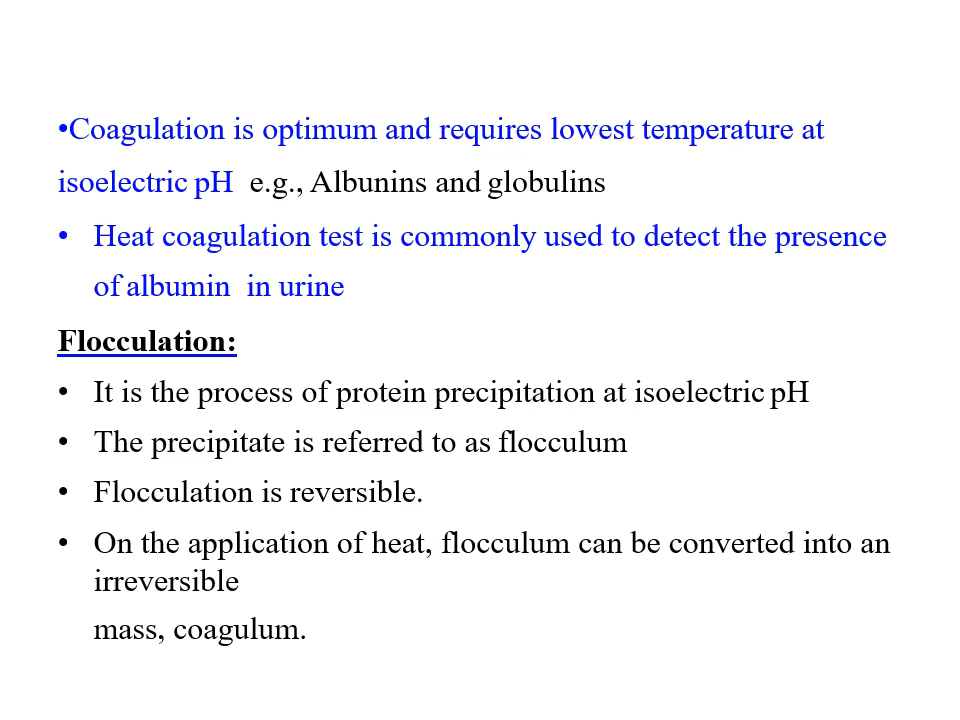 •Coagulation is optimum and requires lowest temperature at
isoelectric pH e.g., Albunins and globulins
• Heat coagulation test is commonly used to detect the presence
of albumin in urine
Flocculation:
• It is the process of protein precipitation at isoelectric pH
• The precipitate is referred to as flocculum
• Flocculation is reversible.
• On the application of heat, flocculum can be converted into an
irreversible
mass, coagulum.